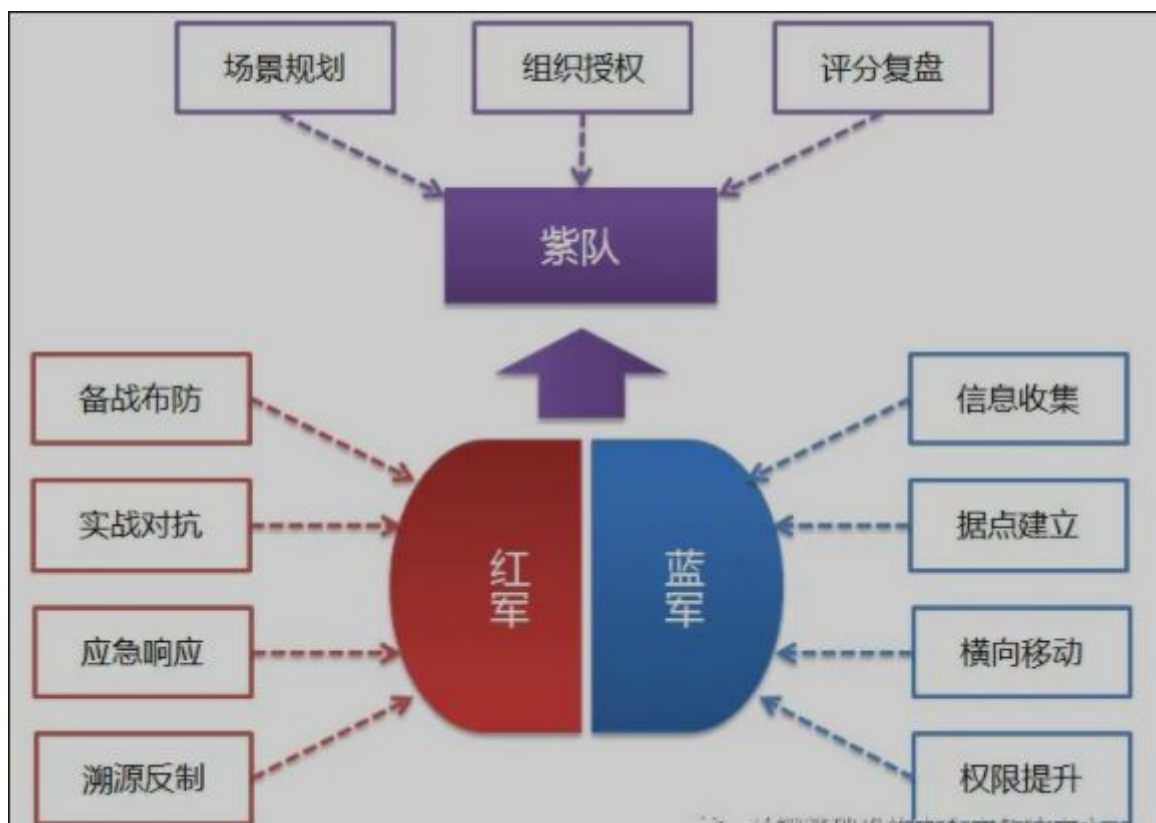 场景规划
组织授权
评分复盘
紫队
备战布防
信息收集
实战对抗
据点建立
红军
蓝军
应急响应
横向移动
溯源反制
权限提升